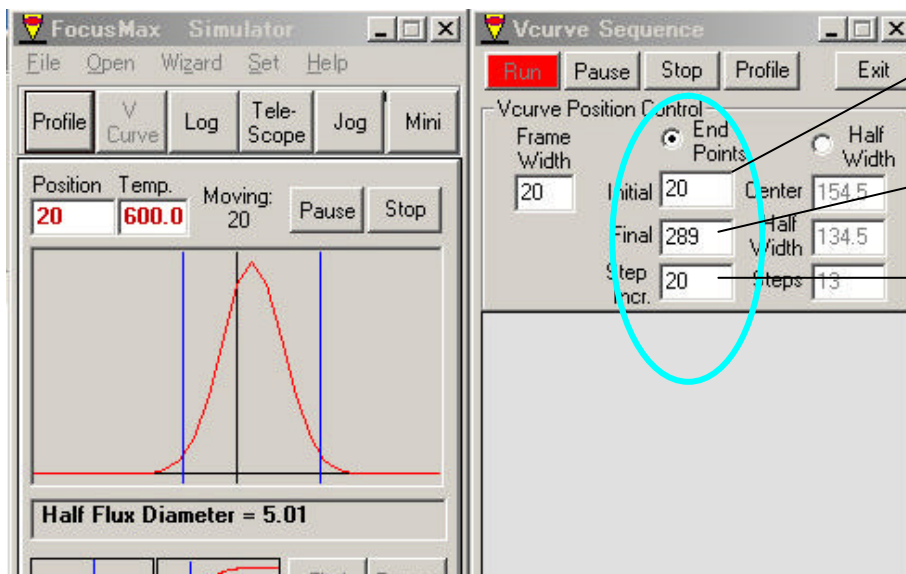 FocusMax Simulator
File Open Wizard Set Help
Profile V Curve Log Tele-Scope Jog Mini
Position Temp. Moving:
20 600.0 20 Pause Stop
Half Flux Diameter = 5.01
Vcurve Sequence
Run Pause Stop Profile Exit
Vcurve Position Control
Frame Width End Points Half Width
20 Initial 20 Center 154.5
Final 289 Half Width 134.5
Step Incr. 20 Steps 13